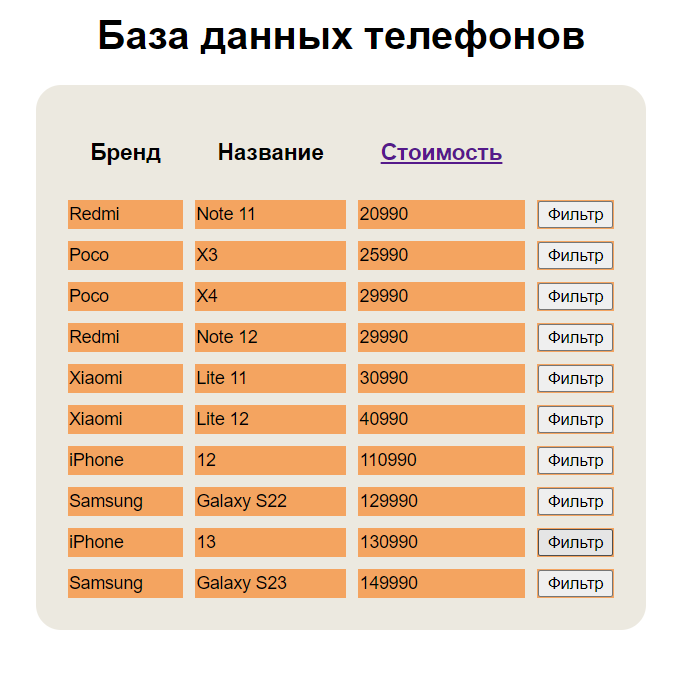 База данных телефонов
Бренд Название Стоимость
Redmi Note 11 20990 Фильтр
Poco X3 25990 Фильтр
Poco X4 29990 Фильтр
Redmi Note 12 29990 Фильтр
Xiaomi Lite 11 30990 Фильтр
Xiaomi Lite 12 40990 Фильтр
iPhone 12 110990 Фильтр
Samsung Galaxy S22 129990 Фильтр
iPhone 13 130990 Фильтр
Samsung Galaxy S23 149990 Фильтр